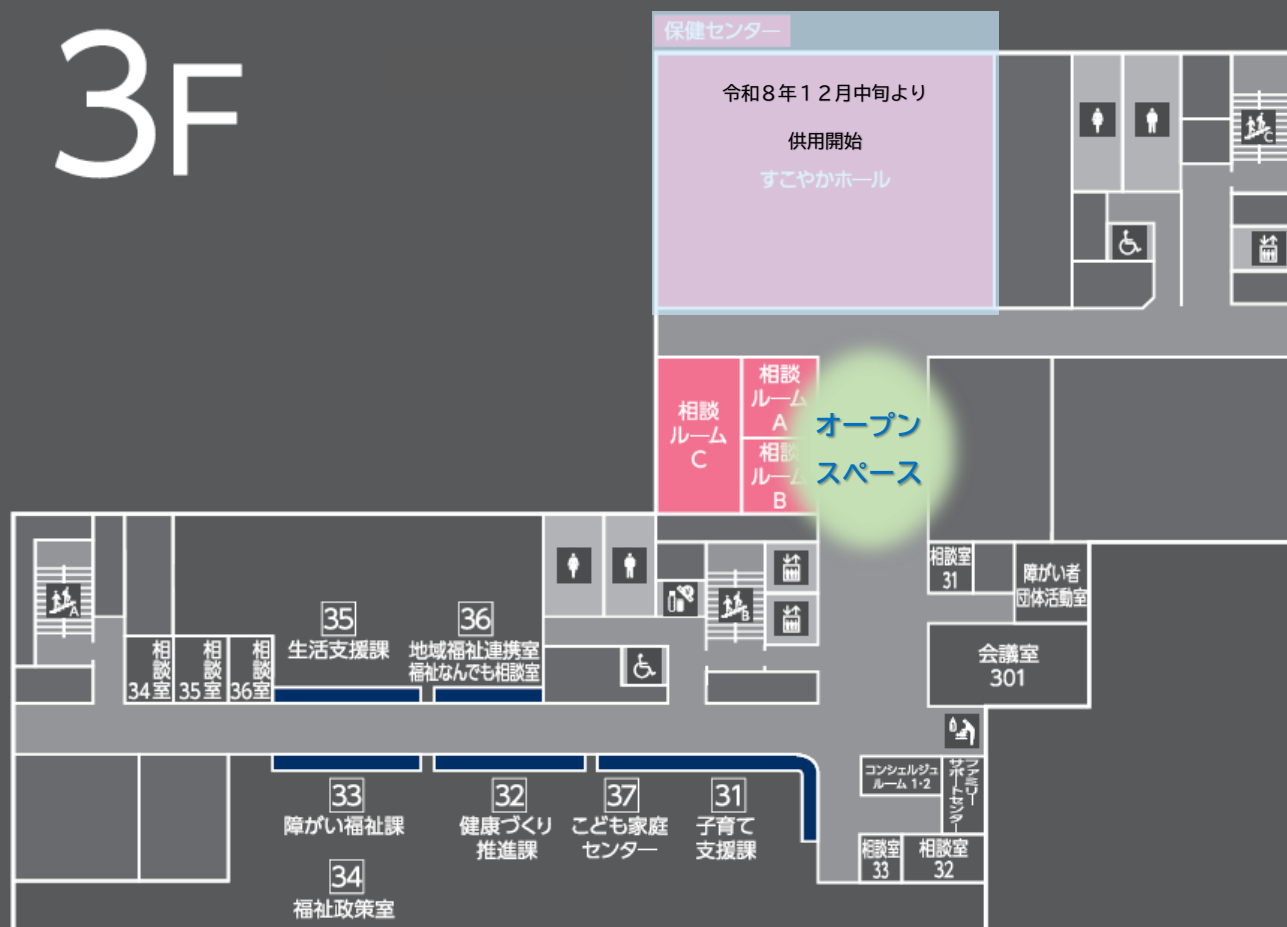 3F
保健センター
令和8年12月中旬より
供用開始
すこやかホール
C
相談
ルーム
C
相談
ルーム
A
相談
ルーム
B
オープン
スペース
相談室
31
障がい者
団体活動室
会議室
301
A
B
相談室
34
相談室
35
相談室
36
35
生活支援課
36
地域福祉連携室
福祉なんでも相談室
33
障がい福祉課
34
福祉政策室
32
健康づくり
推進課
37
こども家庭
センター
31
子育て
支援課
コンシェルジュ
ルーム 1・2
ファミリー
サポートセンター
相談室
33
相談室
32